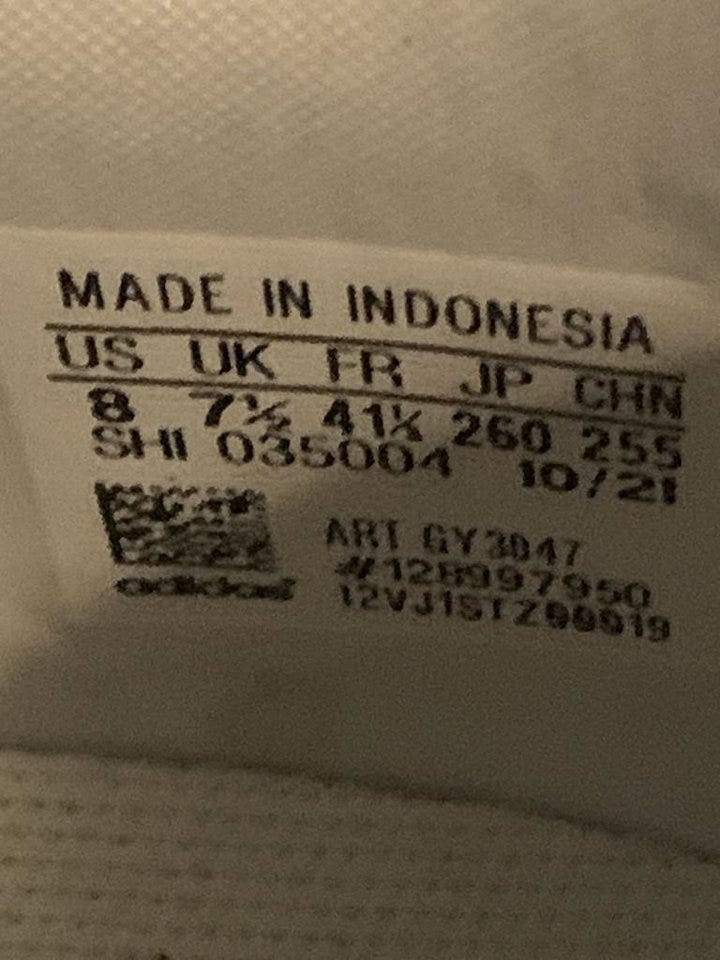 MADE IN INDONESIA
US UK FR JP CHN
8 7½ 41⅓ 260 255
SHI 035004 10/21
ART GY3047
#128997950
adidas
12VJ1STZ00019